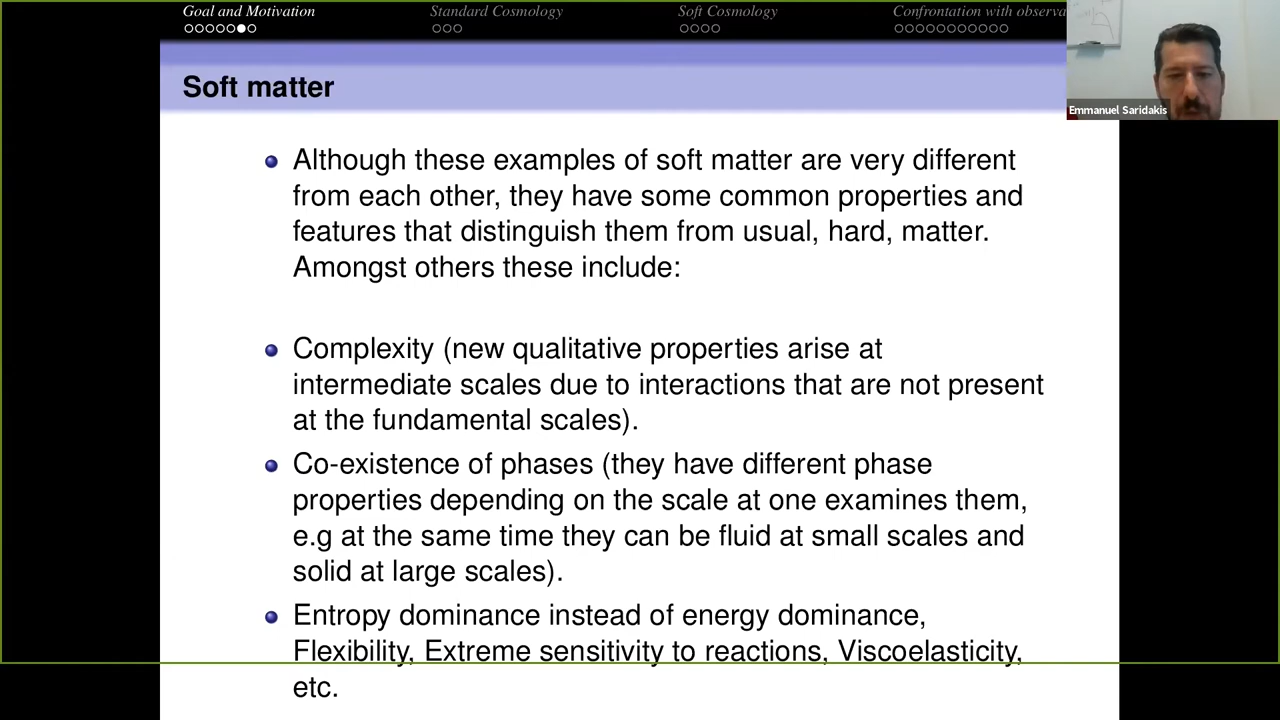 Goal and Motivation Standard Cosmology Soft Cosmology Confrontation with observa
Emmanuel Saridakis
Soft matter
Although these examples of soft matter are very different
from each other, they have some common properties and
features that distinguish them from usual, hard, matter.
Amongst others these include:
Complexity (new qualitative properties arise at
intermediate scales due to interactions that are not present
at the fundamental scales).
Co-existence of phases (they have different phase
properties depending on the scale at one examines them,
e.g at the same time they can be fluid at small scales and
solid at large scales).
Entropy dominance instead of energy dominance,
Flexibility, Extreme sensitivity to reactions, Viscoelasticity,
etc.